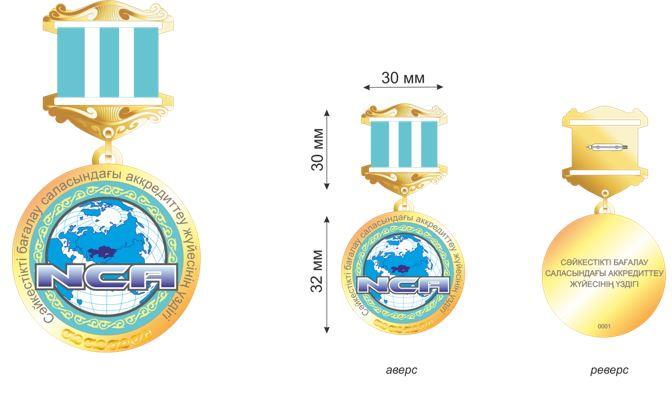 Сәйкестікті бағалау саласындағы аккредиттеу жүйесінің үздігі
NCA
30 мм
30 мм
32 мм
Сәйкестікті бағалау саласындағы аккредиттеу жүйесінің үздігі
NCA
аверс
СӘЙКЕСТІКТІ БАҒАЛАУ
САЛАСЫНДАҒЫ АККРЕДИТТЕУ
ЖҮЙЕСІНІҢ ҮЗДІГІ
0001
реверс